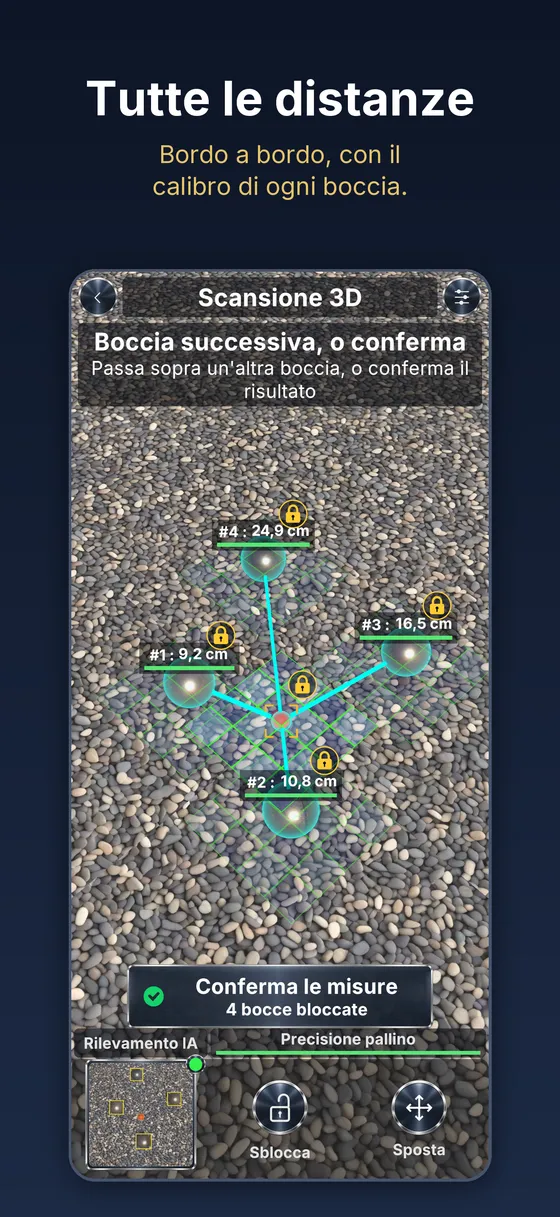 Tutte le distanze
Bordo a bordo, con il
calibro di ogni boccia.
Scansione 3D
Boccia successiva, o conferma
Passa sopra un'altra boccia, o conferma il
risultato
#4 : 24,9 cm
#3 : 16,5 cm
#1 : 9,2 cm
#2 : 10,8 cm
Conferma le misure
4 bocce bloccate
Rilevamento IA
Precisione pallino
Sblocca
Sposta